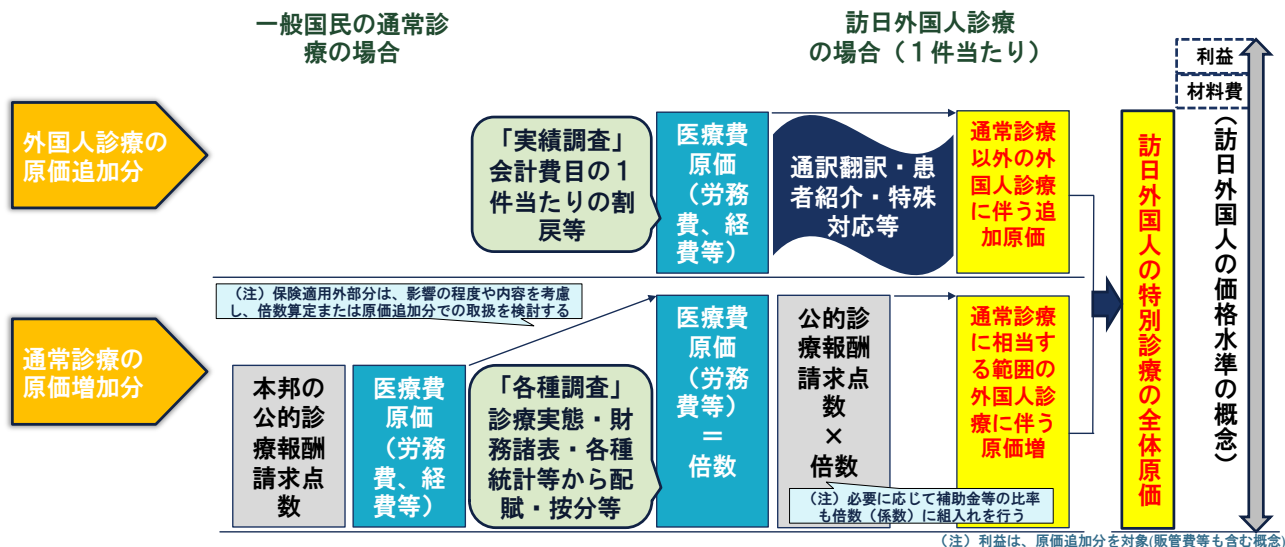 一般国民の通常診
療の場合
訪日外国人診療
の場合（１件当たり）
利益
材料費
外国人診療の
原価追加分
「実績調査」
会計費目の１
件当たりの割
戻等
医療費
原価
（労務
費、経
費等）
通訳翻訳・患
者紹介・特殊
対応等
通常診療
以外の外
国人診療
に伴う追
加原価
訪日外国人の特別診療の全体原価
（訪日外国人の価格水準の概念）
（注）保険適用外部分は、影響の程度や内容を考慮
し、倍数算定または原価追加分での取扱を検討する
通常診療の
原価増加分
本邦の
公的診
療報酬
請求点
数
医療費
原価
（労務
費、経
費等）
「各種調査」
診療実態・財
務諸表・各種
統計等から配
賦・按分等
医療費
原価
（労務
費等）
＝
倍数
公的診
療報酬
請求点
数
×
倍数
通常診療
に相当す
る範囲の
外国人診
療に伴う
原価増
（注）必要に応じて補助金等の比率
も倍数（係数）に組入れを行う
（注）利益は、原価追加分を対象(販管費等も含む概念)